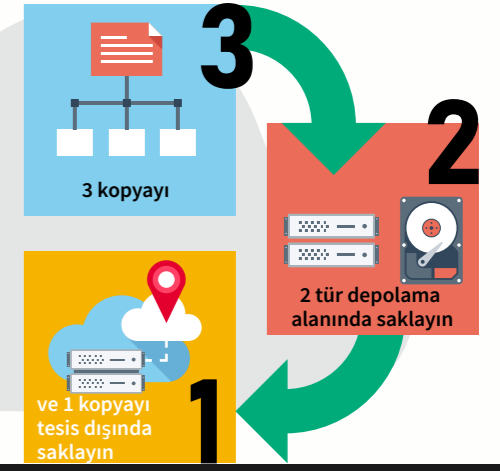 3
3 kopyayı
2
2 tür depolama
alanında saklayın
1
ve 1 kopyayı
tesis dışında
saklayın